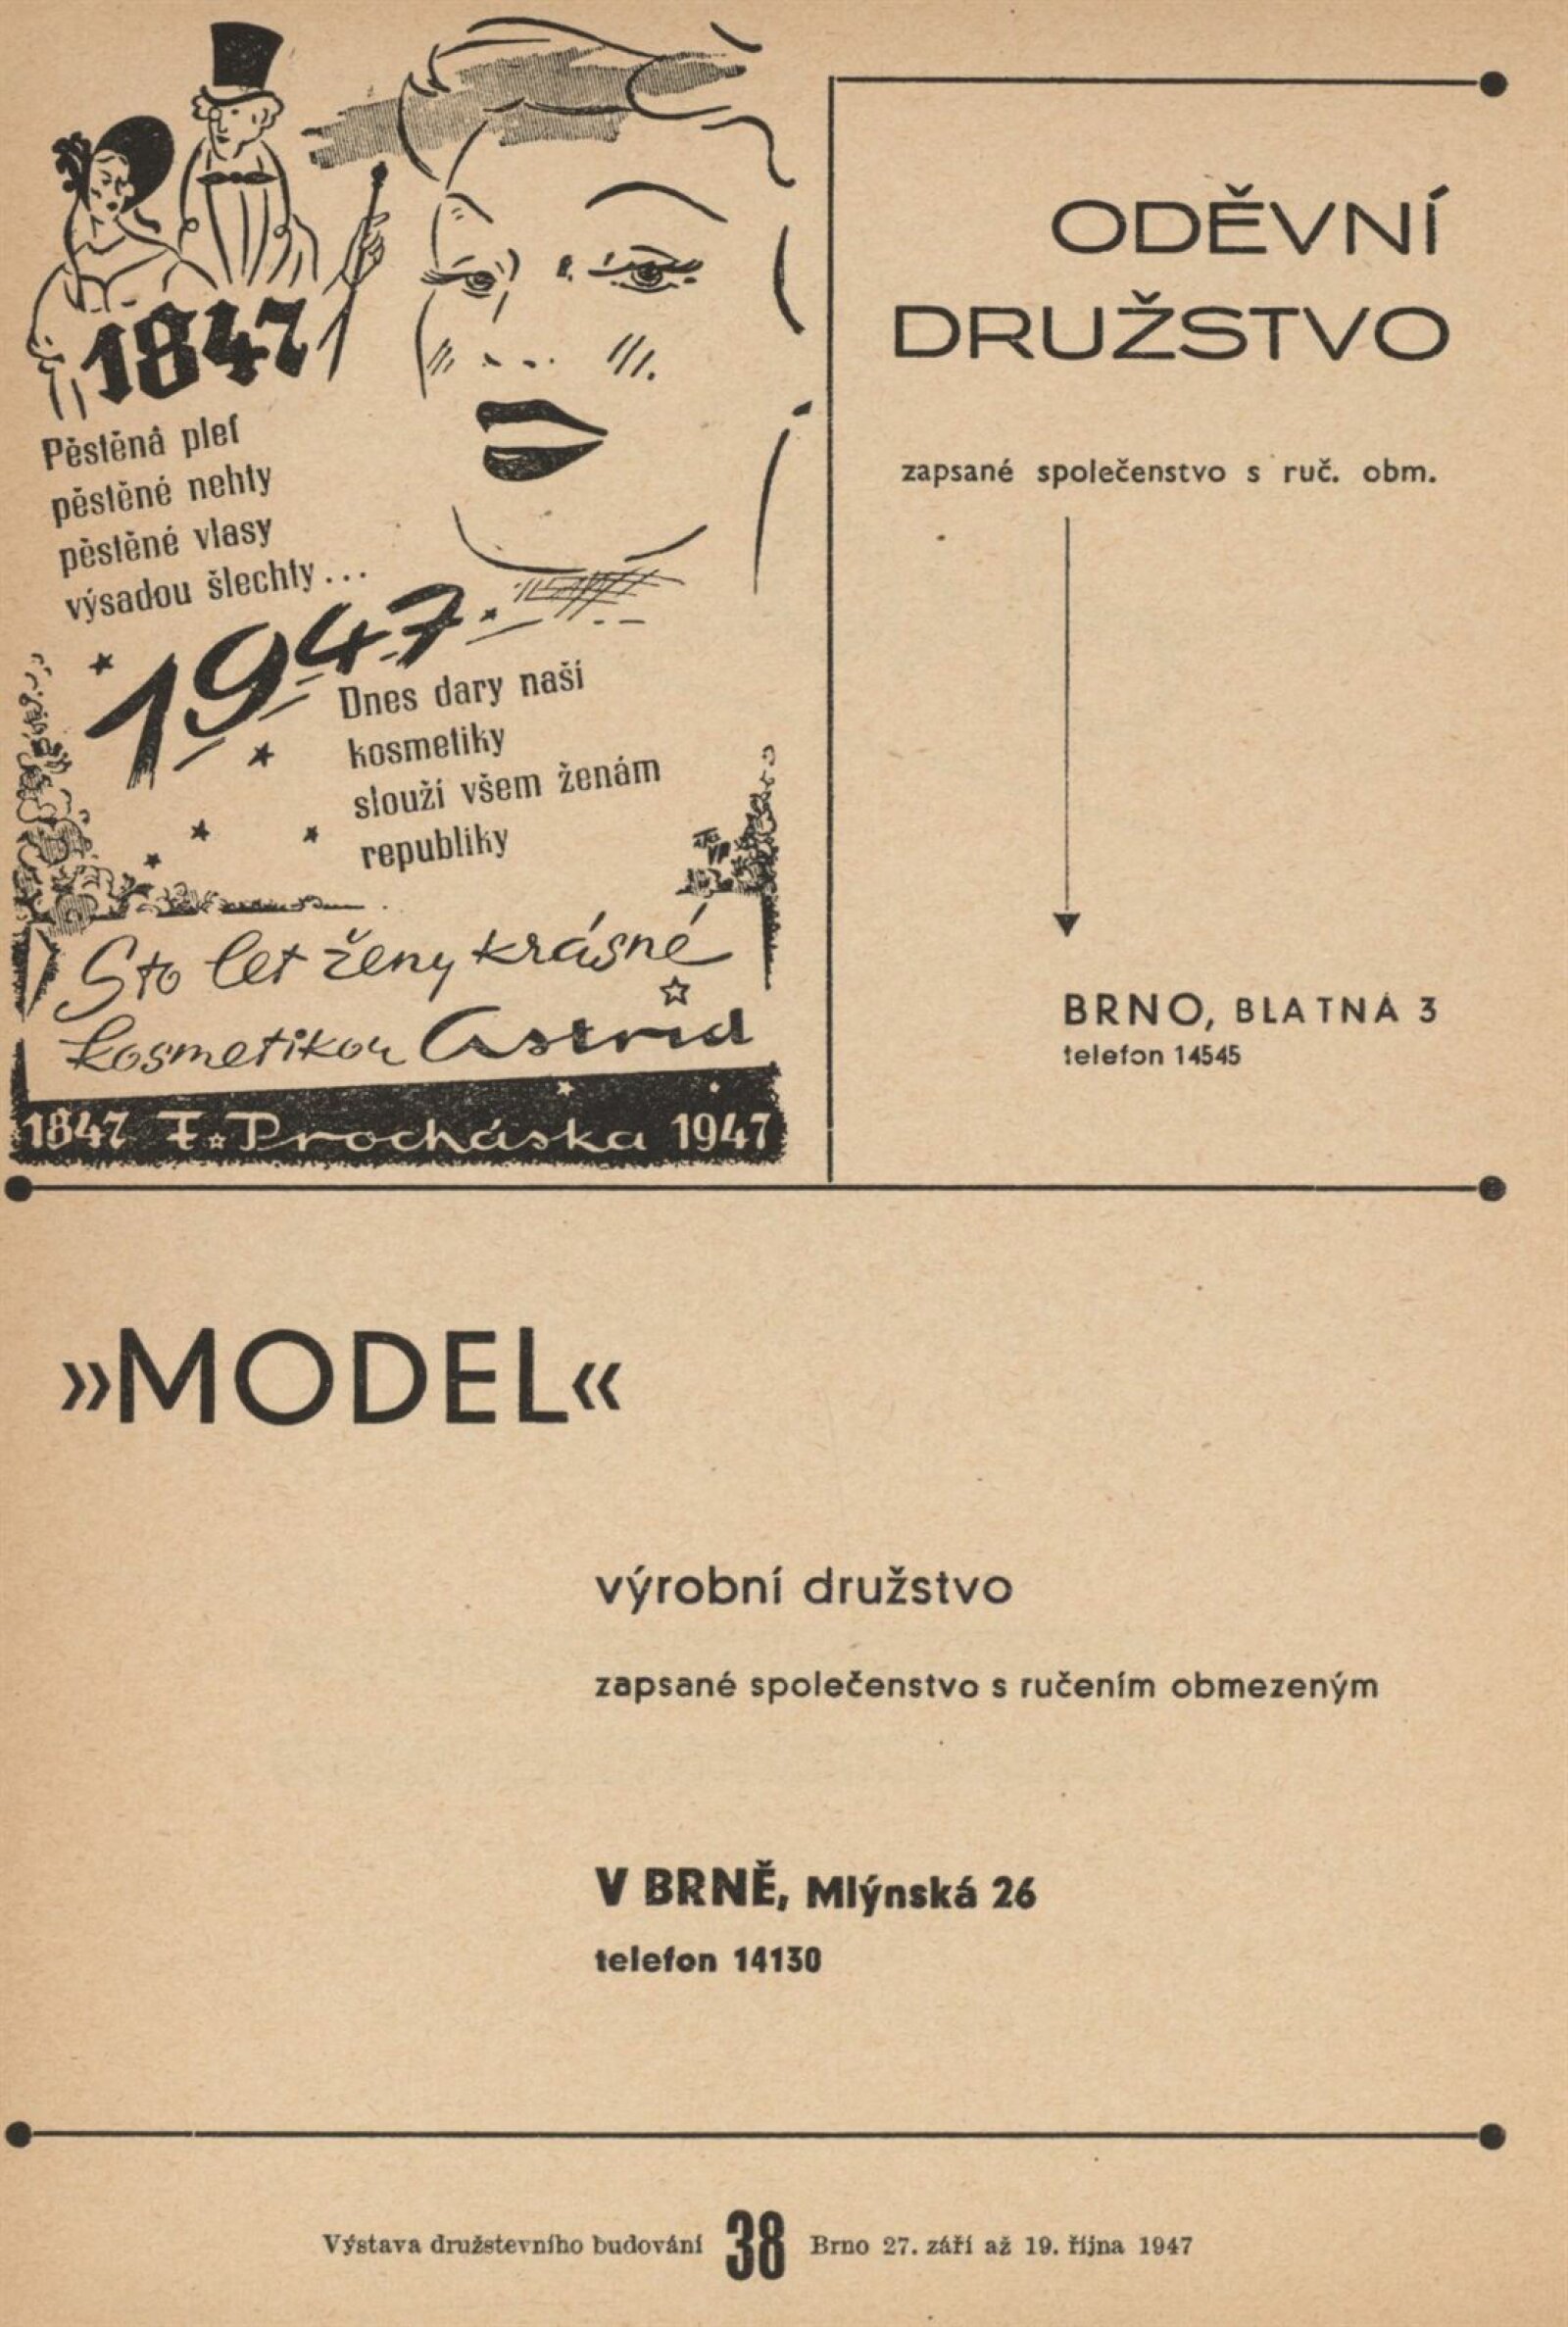 1847
Pěstěná pleť
pěstěné nehty
pěstěné vlasy
výsadou šlechty...
1947.
Dnes dary naší
kosmetiky
slouží všem ženám
republiky
Sto let ženy krásné
kosmetikou Astrid
1847 F. Procháska 1947
ODĚVNÍ
DRUŽSTVO
zapsané společenstvo s ruč. obm.
BRNO, BLATNÁ 3
telefon 14545
»MODEL«
výrobní družstvo
zapsané společenstvo s ručením obmezeným
V BRNĚ, Mlýnská 26
telefon 14130
Výstava družstevního budování 38 Brno 27. září až 19. října 1947